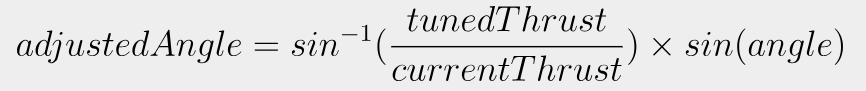 adjustedAngle = sin⁻¹(tunedThrust/currentThrust) × sin(angle)